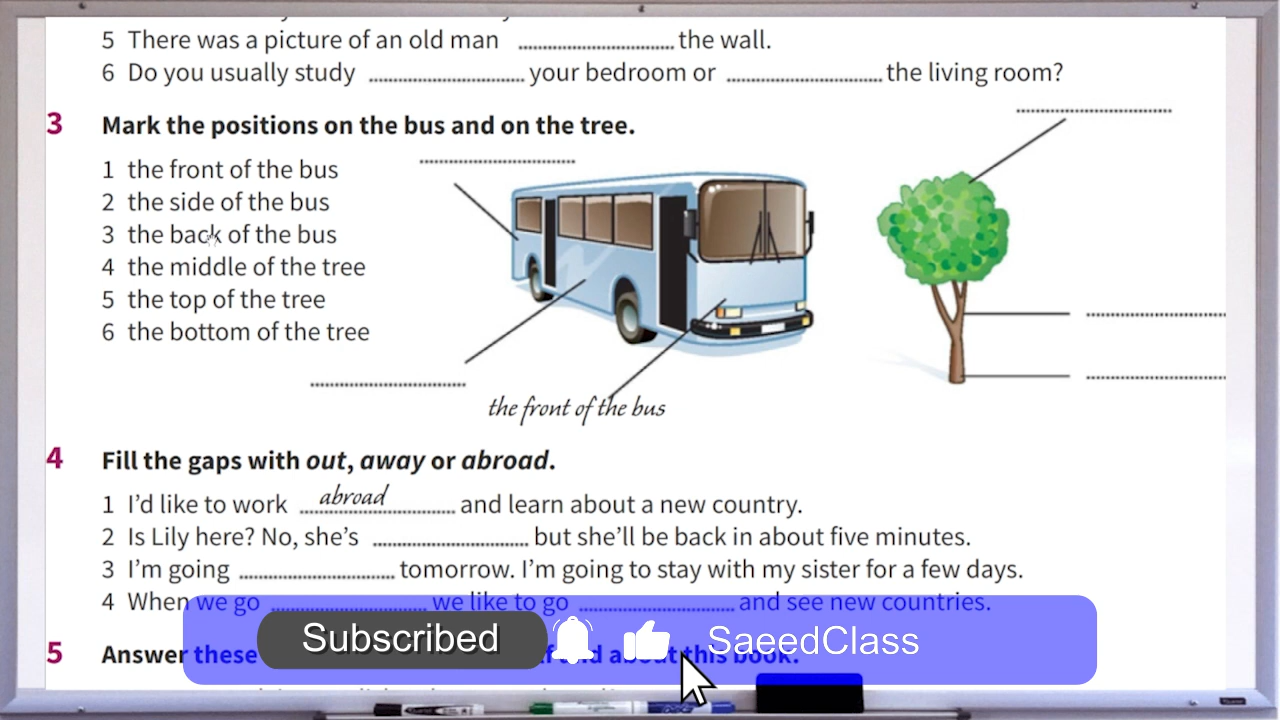 5 There was a picture of an old man ........................ the wall.
6 Do you usually study ........................ your bedroom or ........................ the living room?
3 Mark the positions on the bus and on the tree.
1 the front of the bus
2 the side of the bus
3 the back of the bus
4 the middle of the tree
5 the top of the tree
6 the bottom of the tree
the front of the bus
4 Fill the gaps with out, away or abroad.
1 I'd like to work abroad and learn about a new country.
2 Is Lily here? No, she's ........................ but she'll be back in about five minutes.
3 I'm going ........................ tomorrow. I'm going to stay with my sister for a few days.
4 When we go ........................ we like to go ........................ and see new countries.
Subscribed SaeedClass
5 Answer these and about this book.